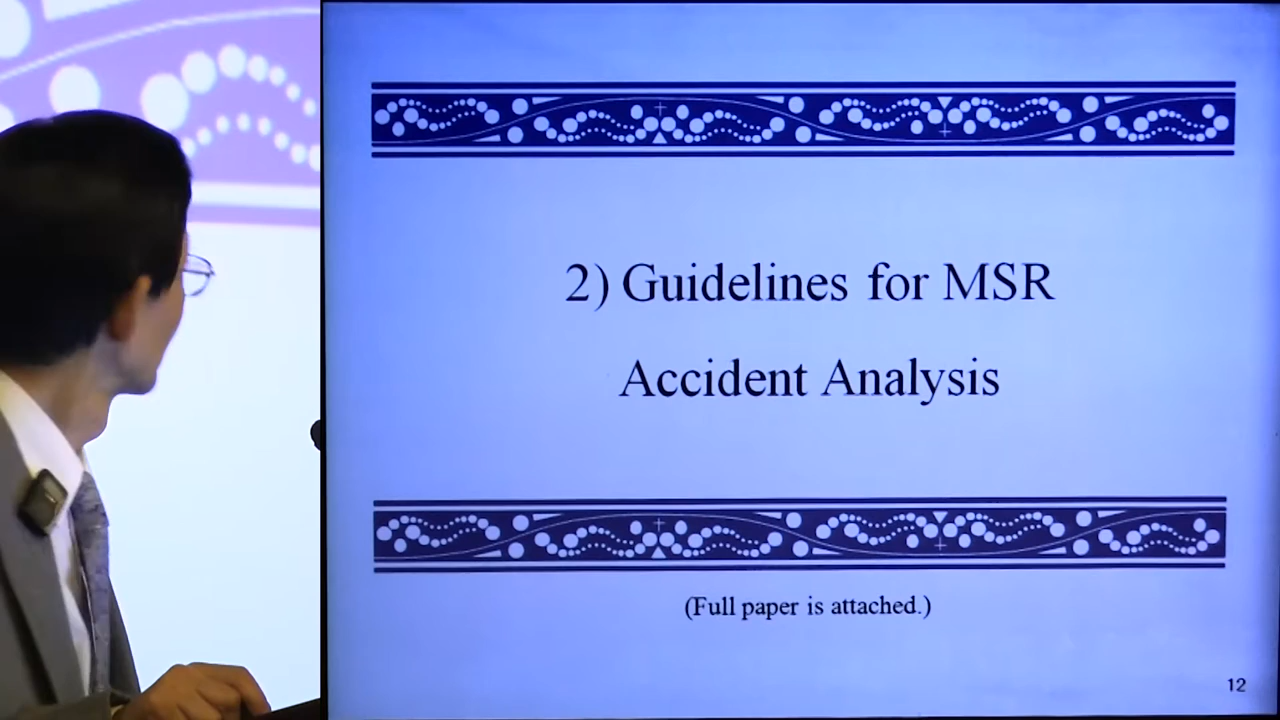 2) Guidelines for MSR
Accident Analysis
(Full paper is attached.)
12